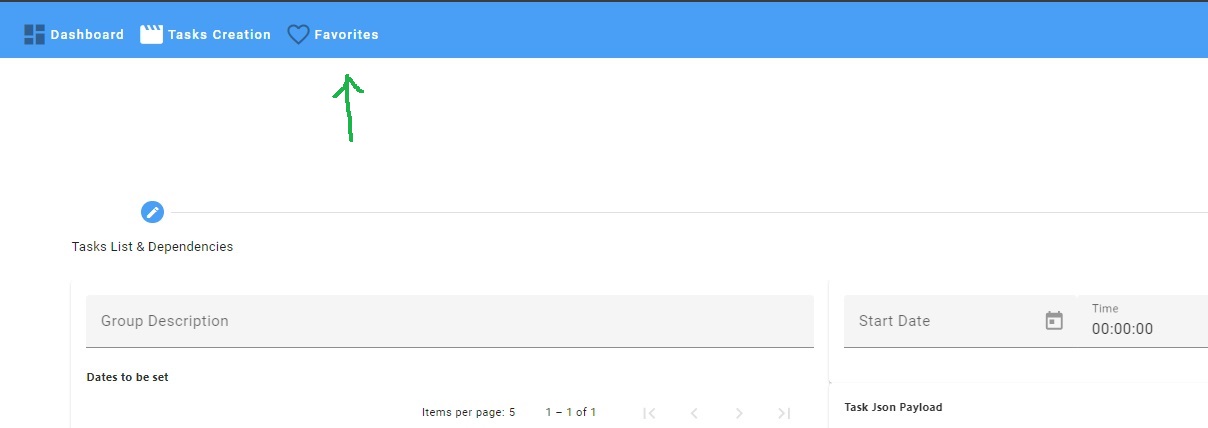 Dashboard Tasks Creation Favorites
Tasks List & Dependencies
Group Description
Start Date
Time
00:00:00
Dates to be set
Items per page: 5 1 – 1 of 1
Task Json Payload